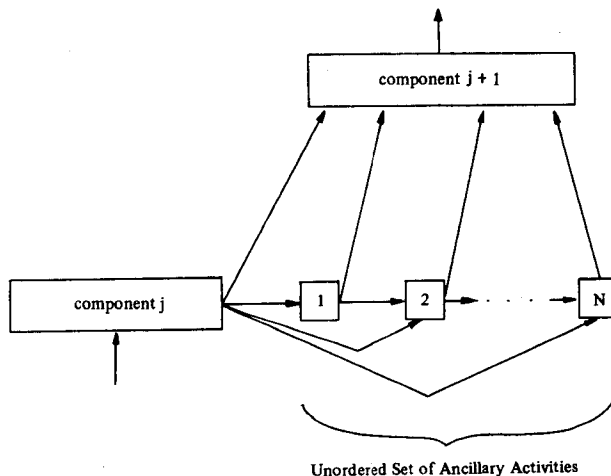 component j + 1
component j
1
2
N
Unordered Set of Ancillary Activities